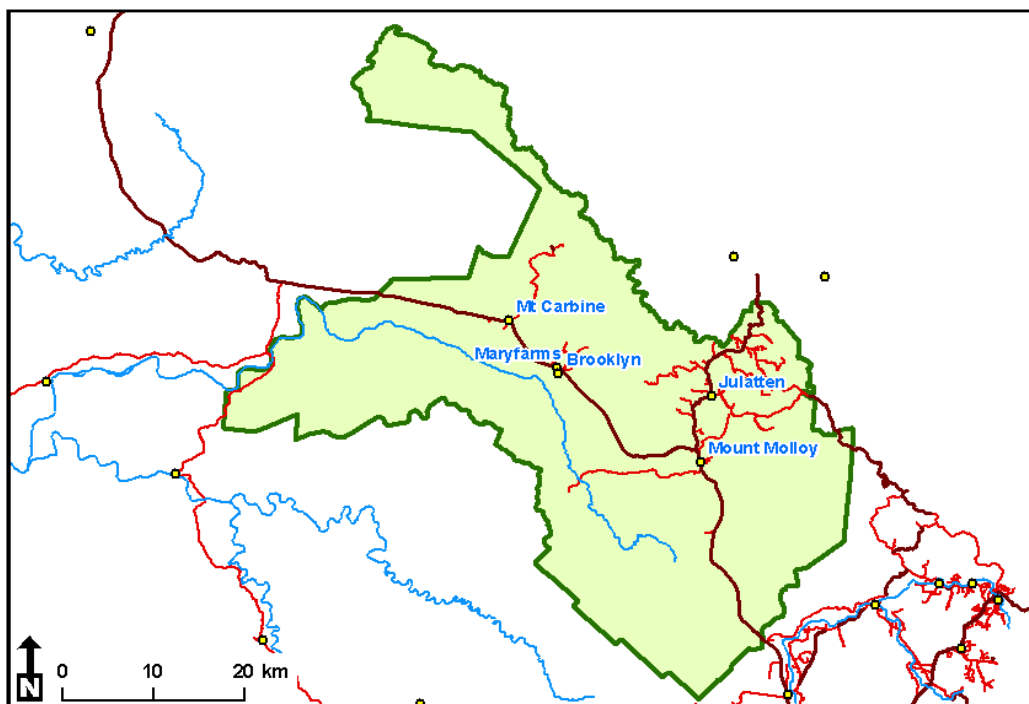 Mt Carbine
Maryfarms
Brooklyn
Julatten
Mount Molloy
N
0 10 20 km